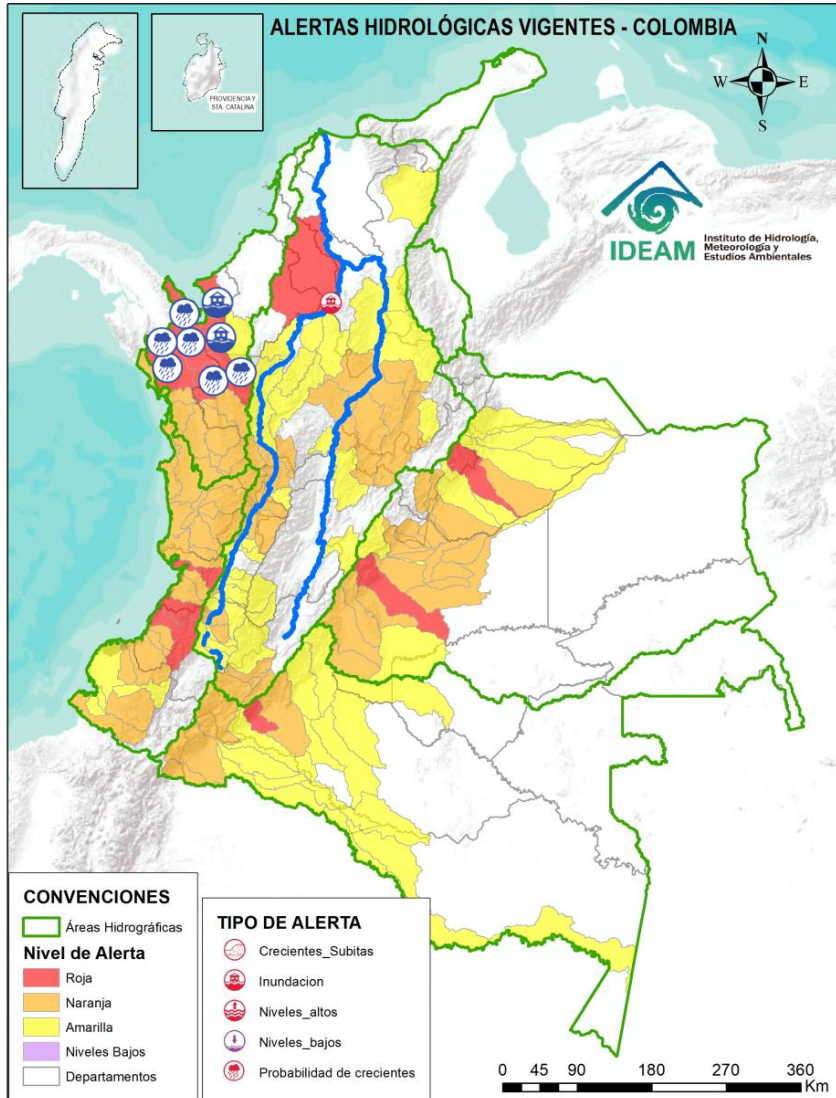 ALERTAS HIDROLÓGICAS VIGENTES - COLOMBIA
PROVIDENCIA Y
STA. CATALINA
N
W
E
S
IDEAM
Instituto de Hidrología,
Meteorología y
Estudios Ambientales
CONVENCIONES
Áreas Hidrográficas
Nivel de Alerta
Roja
Naranja
Amarilla
Niveles Bajos
Departamentos
TIPO DE ALERTA
Crecientes_Subitas
Inundacion
Niveles_altos
Niveles_bajos
Probabilidad de crecientes
0 45 90 180 270 360
Km